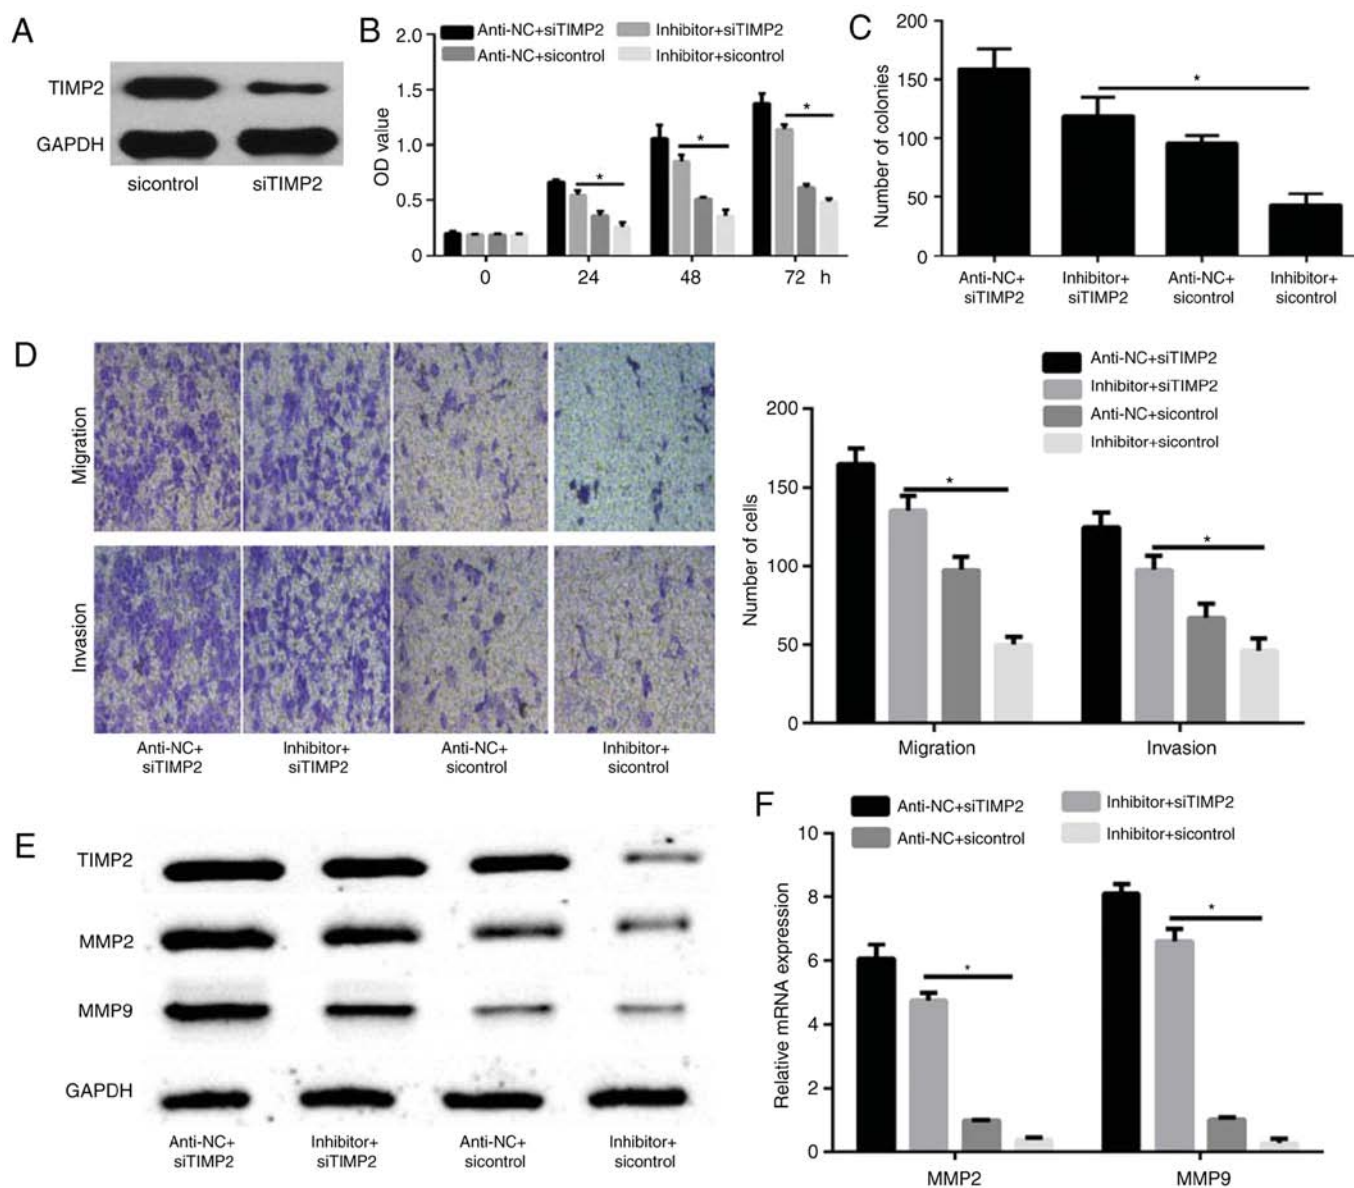 A
TIMP2
GAPDH
sicontrol siTIMP2
B
Anti-NC+siTIMP2 Inhibitor+siTIMP2
Anti-NC+sicontrol Inhibitor+sicontrol
OD value
2.0
1.5
1.0
0.5
0
* * *
0 24 48 72 h
C
Number of colonies
200
150
100
50
0
*
Anti-NC+ Inhibitor+ Anti-NC+ Inhibitor+
siTIMP2 siTIMP2 sicontrol sicontrol
D
Migration
Invasion
Anti-NC+ Inhibitor+ Anti-NC+ Inhibitor+
siTIMP2 siTIMP2 sicontrol sicontrol
Anti-NC+siTIMP2
Inhibitor+siTIMP2
Anti-NC+sicontrol
Inhibitor+sicontrol
Number of cells
200
150
100
50
0
* *
Migration Invasion
E
TIMP2
MMP2
MMP9
GAPDH
Anti-NC+ Inhibitor+ Anti-NC+ Inhibitor+
siTIMP2 siTIMP2 sicontrol sicontrol
F
Anti-NC+siTIMP2 Inhibitor+siTIMP2
Anti-NC+sicontrol Inhibitor+sicontrol
Relative mRNA expression
10
8
6
4
2
0
* *
MMP2 MMP9